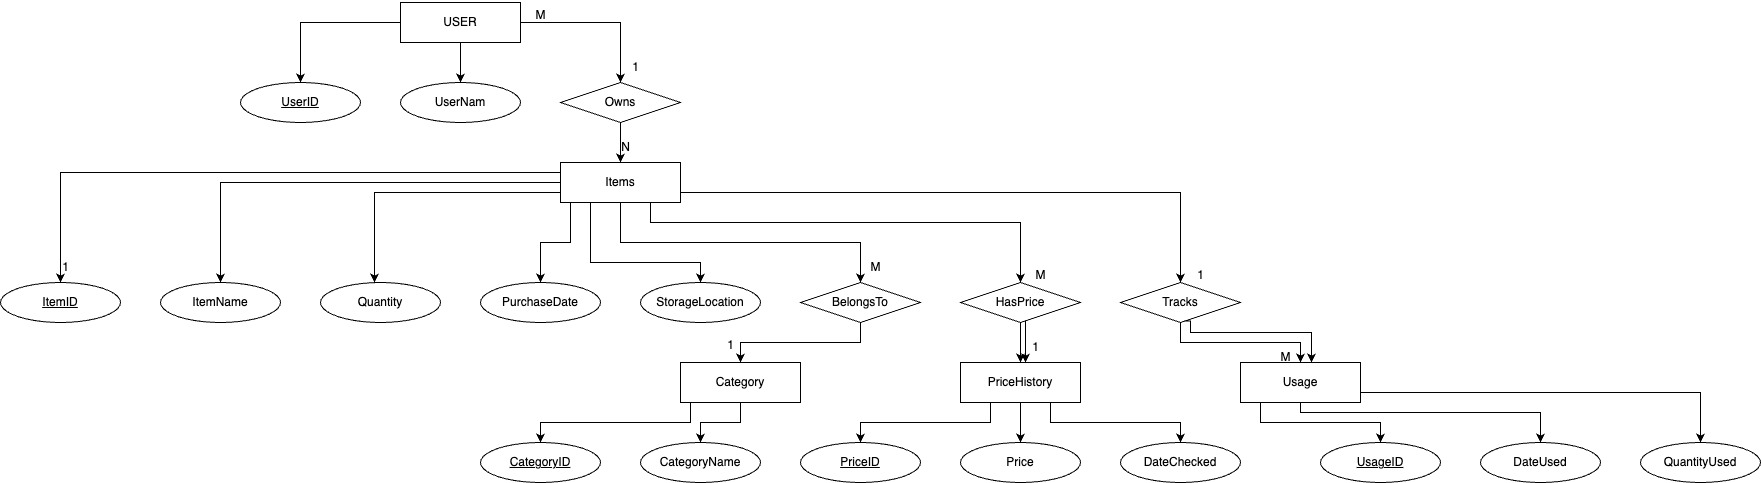 USER
M
1
UserID
UserNam
Owns
N
Items
1
M
M
1
ItemID
ItemName
Quantity
PurchaseDate
StorageLocation
BelongsTo
HasPrice
Tracks
1
1
M
Category
PriceHistory
Usage
CategoryID
CategoryName
PriceID
Price
DateChecked
UsageID
DateUsed
QuantityUsed